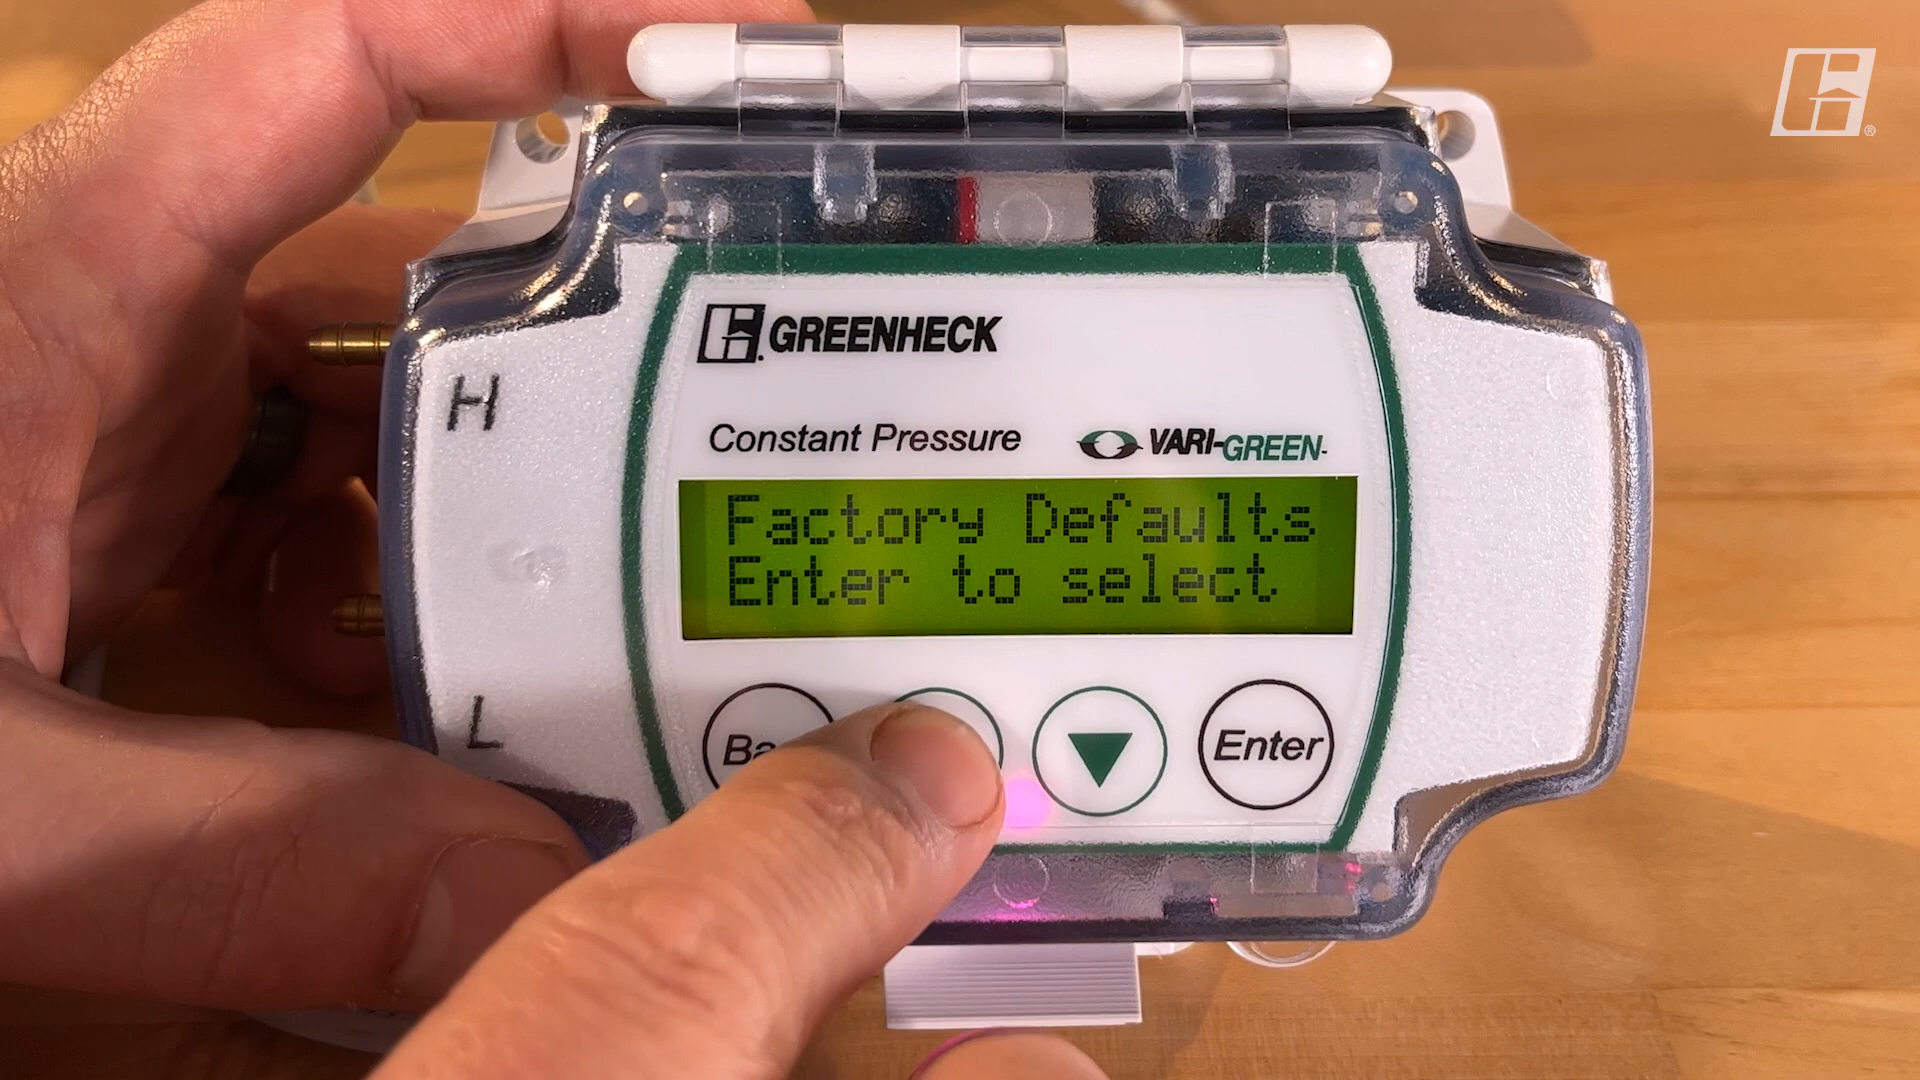 GREENHECK
H
Constant Pressure
VARI-GREEN
Factory Defaults
Enter to select
L
Enter